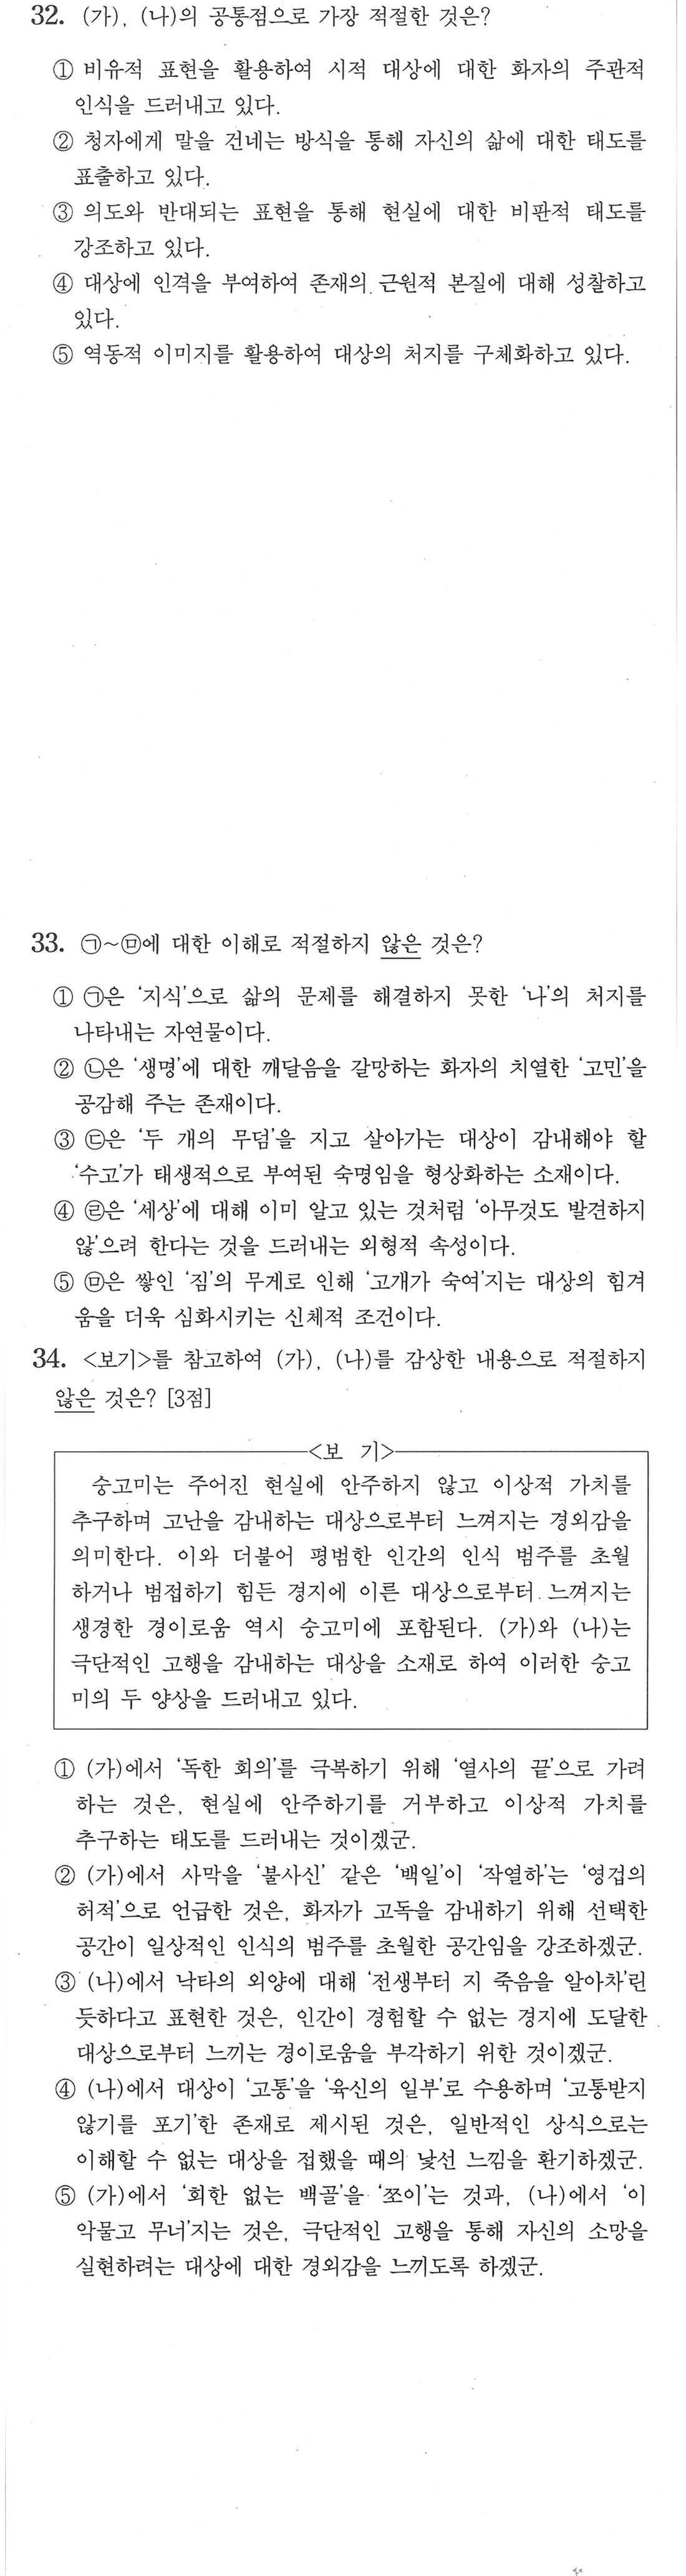 32. (가), (나)의 공통점으로 가장 적절한 것은?
① 비유적 표현을 활용하여 시적 대상에 대한 화자의 주관적
인식을 드러내고 있다.
② 청자에게 말을 건네는 방식을 통해 자신의 삶에 대한 태도를
표출하고 있다.
③ 의도와 반대되는 표현을 통해 현실에 대한 비판적 태도를
강조하고 있다.
④ 대상에 인격을 부여하여 존재의 근원적 본질에 대해 성찰하고
있다.
⑤ 역동적 이미지를 활용하여 대상의 처지를 구체화하고 있다.
33. ㉠~㉤에 대한 이해로 적절하지 않은 것은?
① ㉠은 ‘지식’으로 삶의 문제를 해결하지 못한 ‘나’의 처지를
나타내는 자연물이다.
② ㉡은 ‘생명’에 대한 깨달음을 갈망하는 화자의 치열한 ‘고민’을
공감해 주는 존재이다.
③ ㉢은 ‘두 개의 무덤’을 지고 살아가는 대상이 감내해야 할
‘수고’가 태생적으로 부여된 숙명임을 형상화하는 소재이다.
④ ㉣은 ‘세상’에 대해 이미 알고 있는 것처럼 ‘아무것도 발견하지
않’으려 한다는 것을 드러내는 외형적 속성이다.
⑤ ㉤은 쌓인 ‘짐’의 무게로 인해 ‘고개가 숙여’지는 대상의 힘겨
움을 더욱 심화시키는 신체적 조건이다.
34. <보기>를 참고하여 (가), (나)를 감상한 내용으로 적절하지
않은 것은? [3점]
<보 기>
숭고미는 주어진 현실에 안주하지 않고 이상적 가치를
추구하며 고난을 감내하는 대상으로부터 느껴지는 경외감을
의미한다. 이와 더불어 평범한 인간의 인식 범주를 초월
하거나 범접하기 힘든 경지에 이른 대상으로부터 느껴지는
생경한 경이로움 역시 숭고미에 포함된다. (가)와 (나)는
극단적인 고행을 감내하는 대상을 소재로 하여 이러한 숭고
미의 두 양상을 드러내고 있다.
① (가)에서 ‘독한 회의’를 극복하기 위해 ‘열사의 끝’으로 가려
하는 것은, 현실에 안주하기를 거부하고 이상적 가치를
추구하는 태도를 드러내는 것이겠군.
② (가)에서 사막을 ‘불사신’ 같은 ‘백일’이 ‘작열하’는 ‘영겁의
허적’으로 언급한 것은, 화자가 고독을 감내하기 위해 선택한
공간이 일상적인 인식의 범주를 초월한 공간임을 강조하겠군.
③ (나)에서 낙타의 외양에 대해 ‘전생부터 지 죽음을 알아차’린
듯하다고 표현한 것은, 인간이 경험할 수 없는 경지에 도달한
대상으로부터 느끼는 경이로움을 부각하기 위한 것이겠군.
④ (나)에서 대상이 ‘고통’을 ‘육신의 일부’로 수용하며 ‘고통받지
않기를 포기’한 존재로 제시된 것은, 일반적인 상식으로는
이해할 수 없는 대상을 접했을 때의 낯선 느낌을 환기하겠군.
⑤ (가)에서 ‘회한 없는 백골’을 ‘쪼이’는 것과, (나)에서 ‘이
악물고 무너’지는 것은, 극단적인 고행을 통해 자신의 소망을
실현하려는 대상에 대한 경외감을 느끼도록 하겠군.